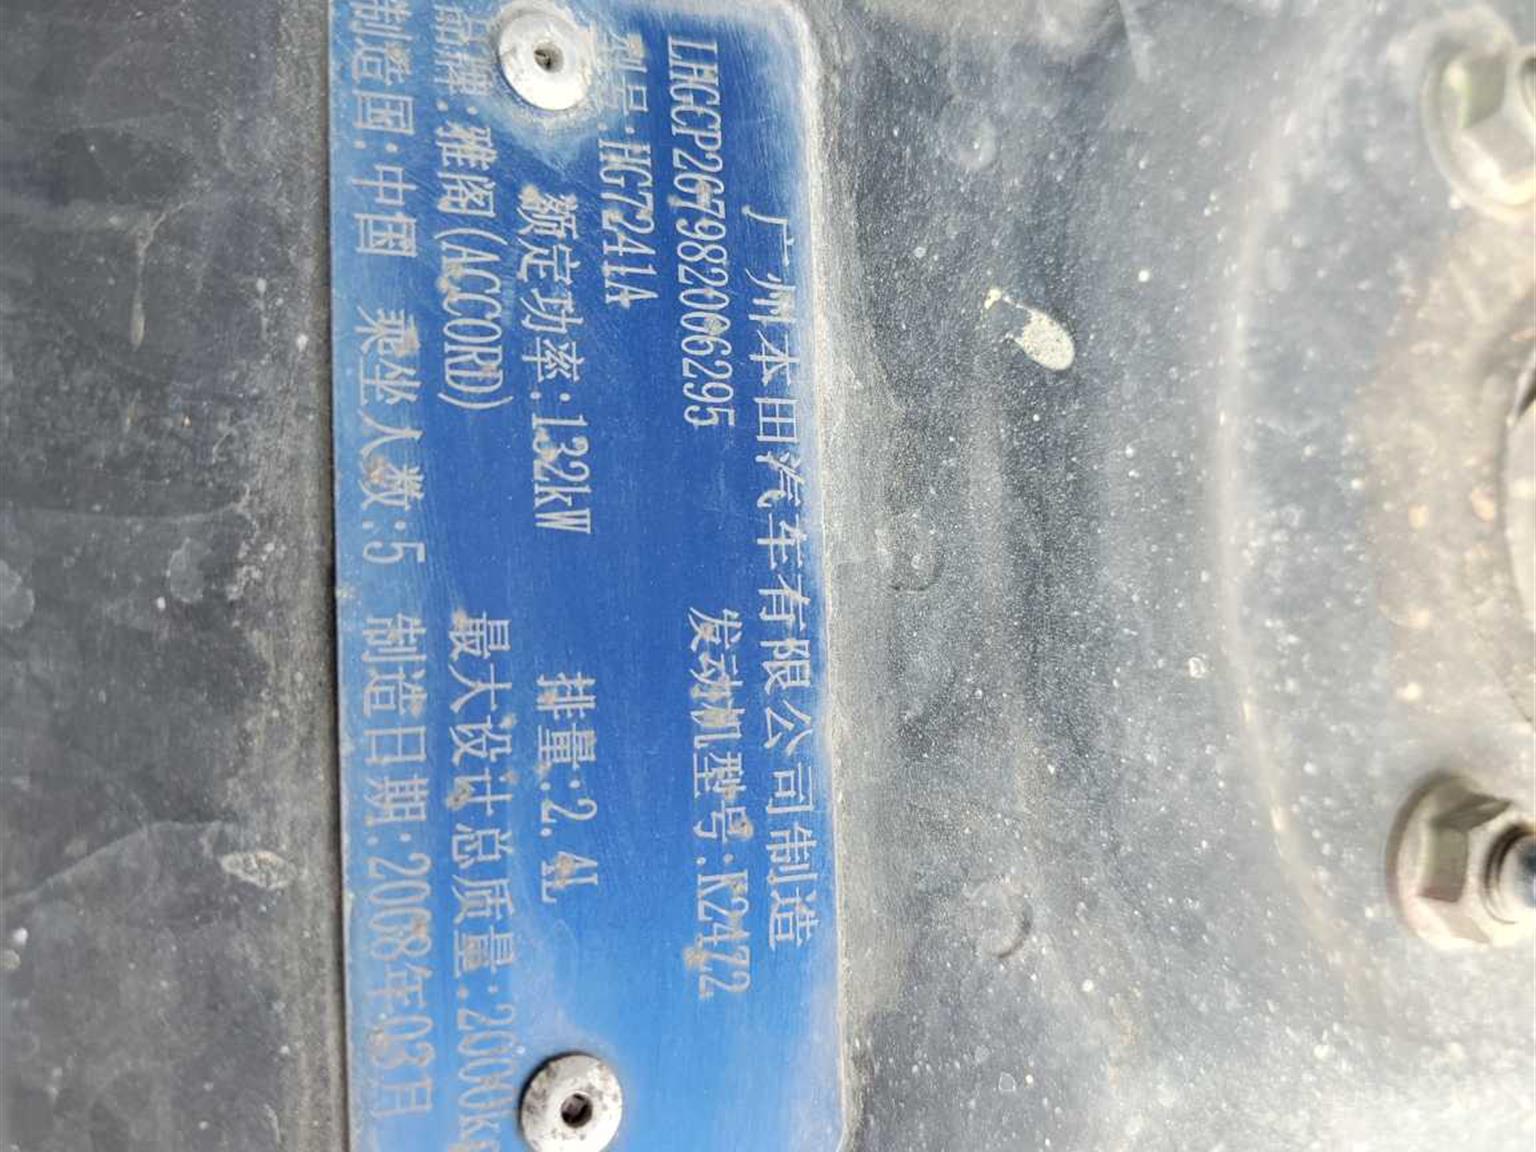 广州本田汽车有限公司制造
LHGCP267982006295 发动机型号:K24Z2
型号:HG7241A
额定功率:132kW 排量:2.4L
品牌:雅阁(ACCORD) 最大设计总质量:2000K
制造国:中国 乘坐人数:5 制造日期:2008年03月